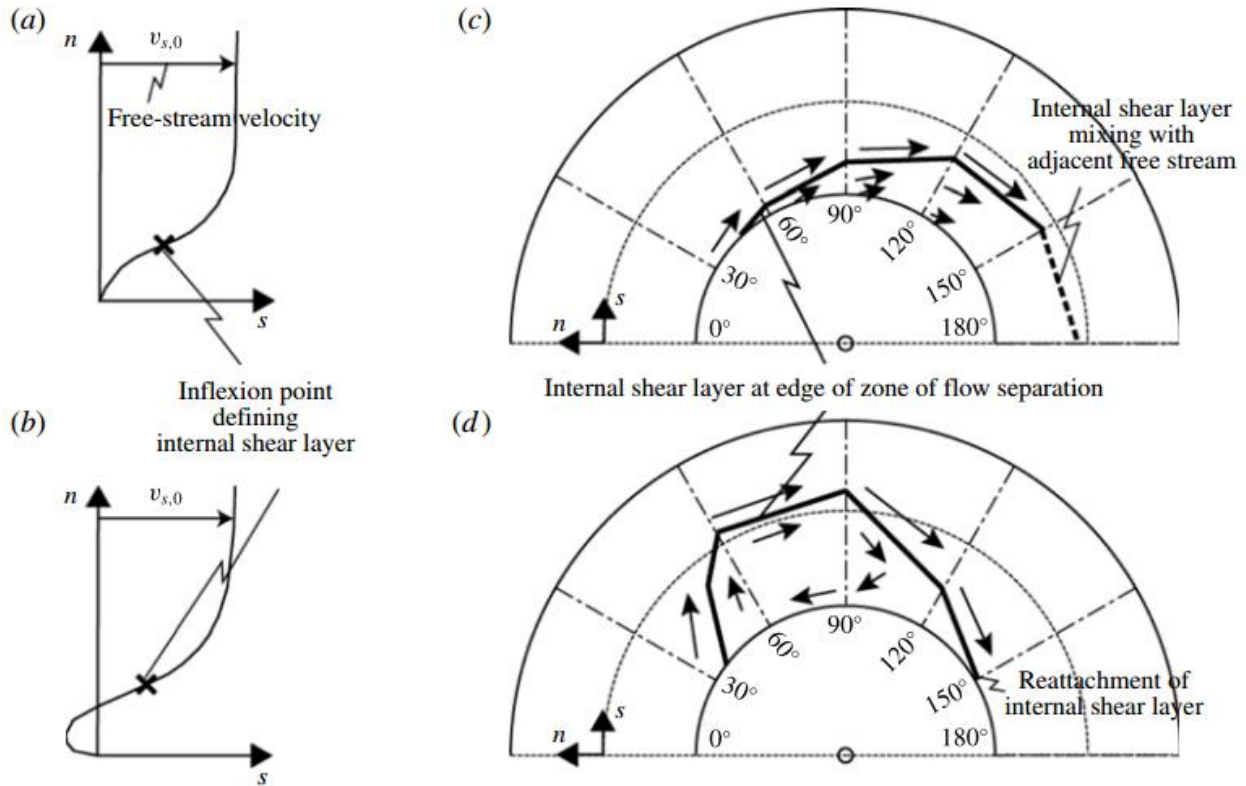 (a)
n
v_{s,0}
Free-stream velocity
s
Inflexion point
defining
internal shear layer
(b)
n
v_{s,0}
s
(c)
Internal shear layer
mixing with
adjacent free stream
90°
60°
120°
30°
150°
s
n
0°
180°
Internal shear layer at edge of zone of flow separation
(d)
90°
60°
120°
30°
150°
Reattachment of
internal shear layer
s
n
0°
180°